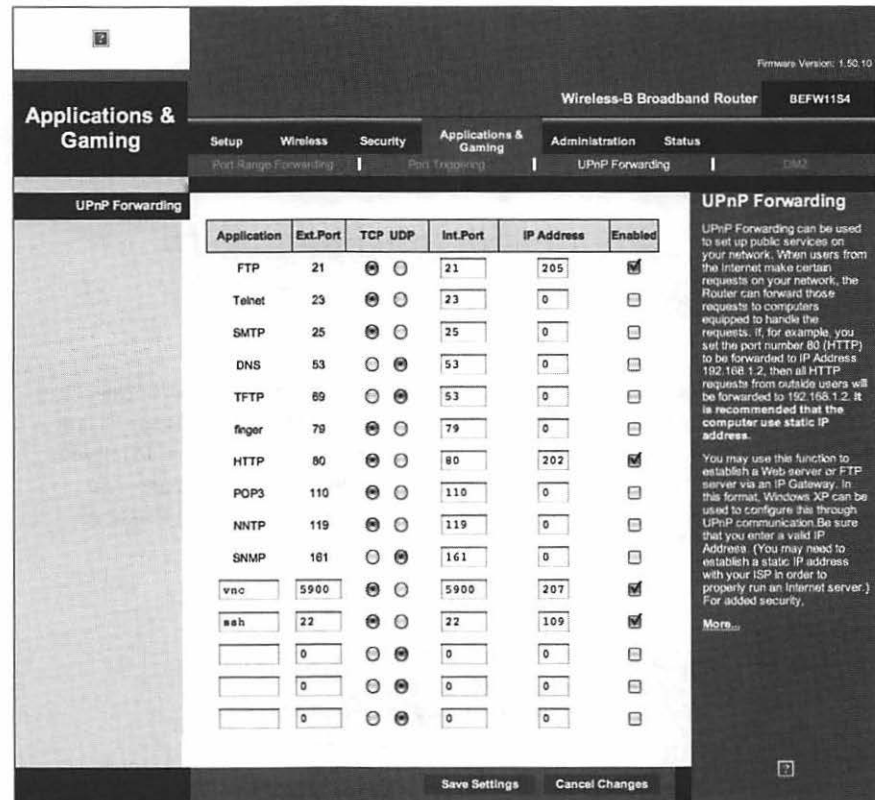 Firmware Version: 1.50.10
Wireless-B Broadband Router BEFW11S4
Applications &
Gaming
Setup Wireless Security Applications & Gaming Administration Status
Port Range Forwarding Port Triggering UPnP Forwarding DMZ
UPnP Forwarding
Application Ext.Port TCP UDP Int.Port IP Address Enabled
FTP 21 21 205
Telnet 23 23 0
SMTP 25 25 0
DNS 53 53 0
TFTP 69 53 0
finger 79 79 0
HTTP 80 80 202
POP3 110 110 0
NNTP 119 119 0
SNMP 161 161 0
vnc 5900 5900 207
ssh 22 22 109
0 0 0
0 0 0
0 0 0
Save Settings Cancel Changes
UPnP Forwarding
UPnP Forwarding can be used
to set up public services on
your network. When users from
the Internet make certain
requests on your network, the
Router can forward those
requests to computers
equipped to handle the
requests. If, for example, you
set the port number 80 (HTTP)
to be forwarded to IP Address
192.168.1.2, then all HTTP
requests from outside users will
be forwarded to 192.168.1.2. It
is recommended that the
computer use static IP
address.
You may use this function to
establish a Web server or FTP
server via an IP Gateway. In
this format, Windows XP can be
used to configure this through
UPnP communication.Be sure
that you enter a valid IP
Address. (You may need to
establish a static IP address
with your ISP in order to
properly run an Internet server.)
For added security,
More...